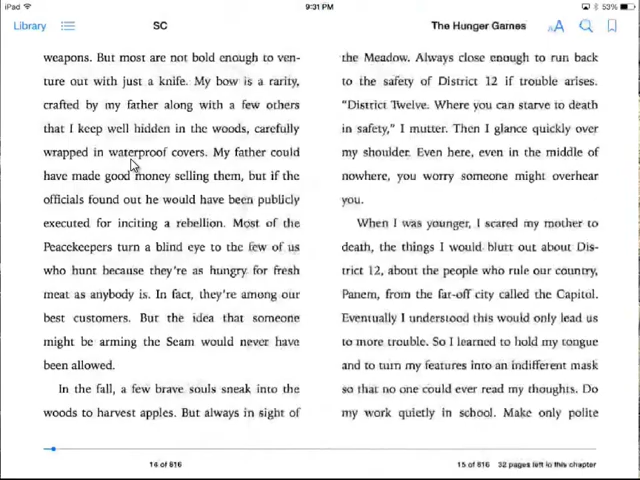 iPad 9:31 PM 53%
Library SC The Hunger Games AA
weapons. But most are not bold enough to ven-
ture out with just a knife. My bow is a rarity,
crafted by my father along with a few others
that I keep well hidden in the woods, carefully
wrapped in waterproof covers. My father could
have made good money selling them, but if the
officials found out he would have been publicly
executed for inciting a rebellion. Most of the
Peacekeepers turn a blind eye to the few of us
who hunt because they're as hungry for fresh
meat as anybody is. In fact, they're among our
best customers. But the idea that someone
might be arming the Seam would never have
been allowed.
In the fall, a few brave souls sneak into the
woods to harvest apples. But always in sight of
the Meadow. Always close enough to run back
to the safety of District 12 if trouble arises.
"District Twelve. Where you can starve to death
in safety," I mutter. Then I glance quickly over
my shoulder. Even here, even in the middle of
nowhere, you worry someone might overhear
you.
When I was younger, I scared my mother to
death, the things I would blurt out about Dis-
trict 12, about the people who rule our country,
Panem, from the far-off city called the Capitol.
Eventually I understood this would only lead us
to more trouble. So I learned to hold my tongue
and to turn my features into an indifferent mask
so that no one could ever read my thoughts. Do
my work quietly in school. Make only polite
14 of 616
15 of 616 32 pages left in this chapter